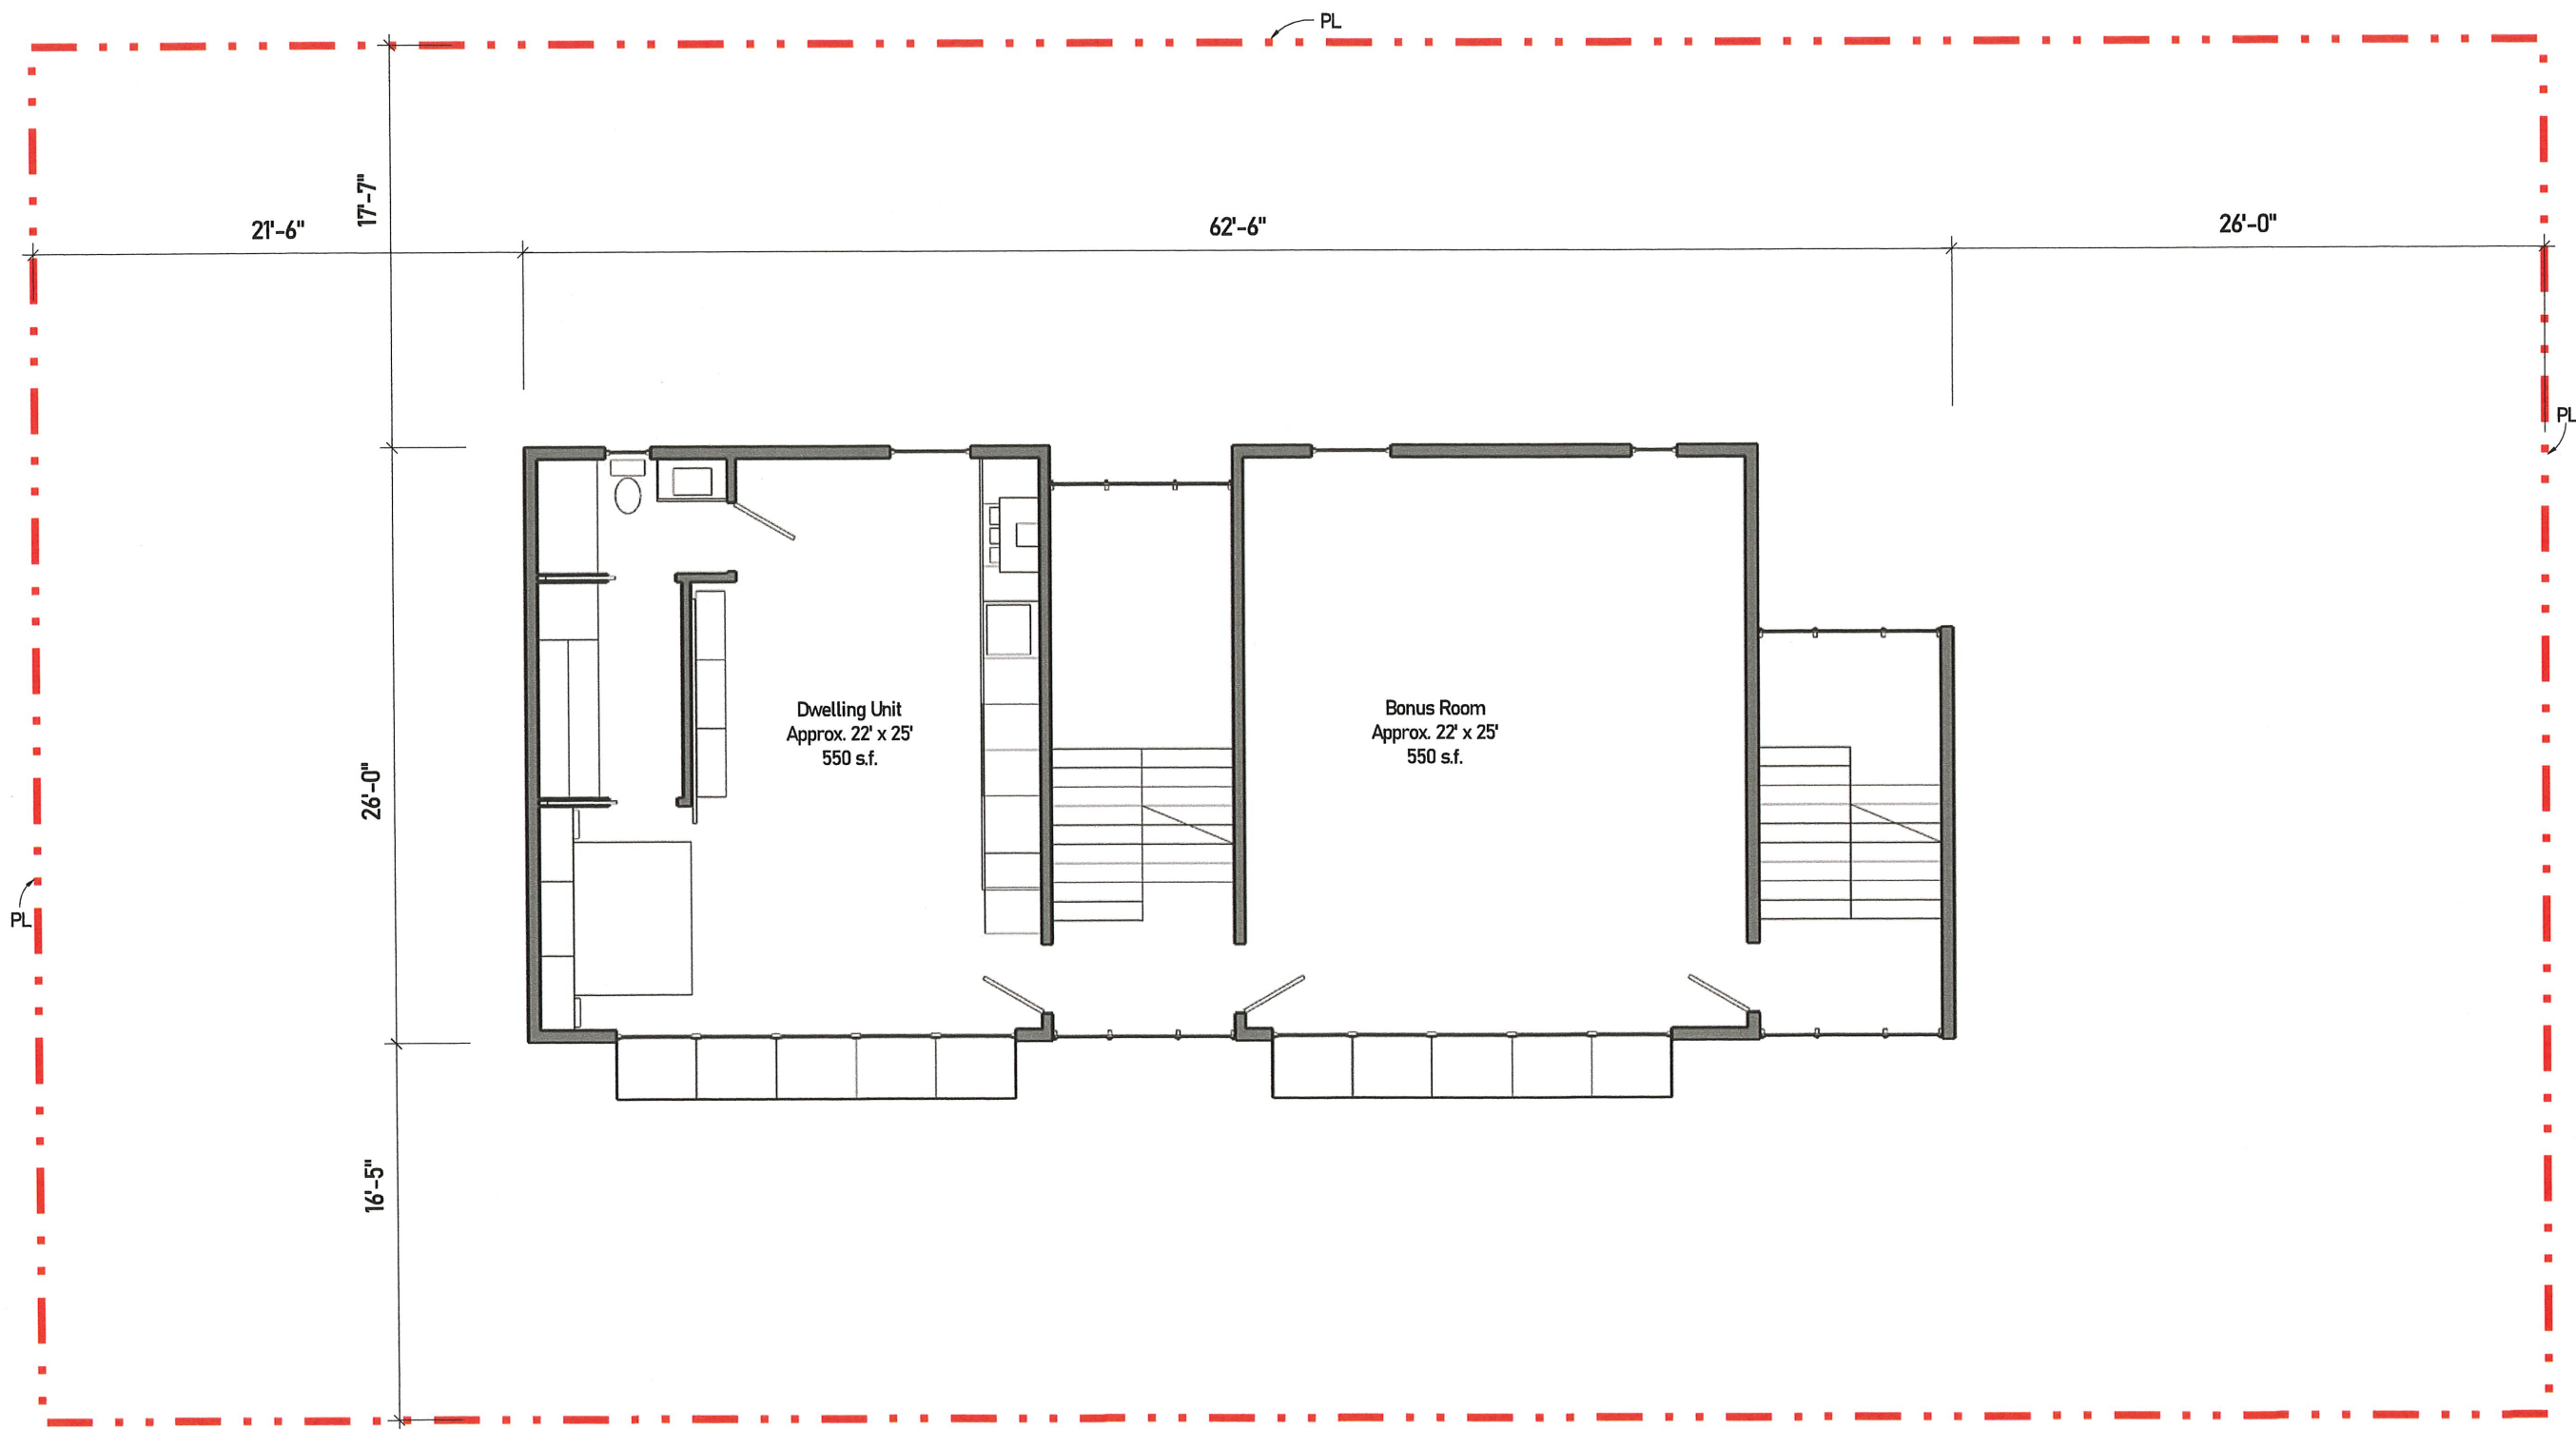 PL
17'-7"
21'-6"
62'-6"
26'-0"
PL
Dwelling Unit
Approx. 22' x 25'
550 s.f.
Bonus Room
Approx. 22' x 25'
550 s.f.
26'-0"
PL
16'-5"